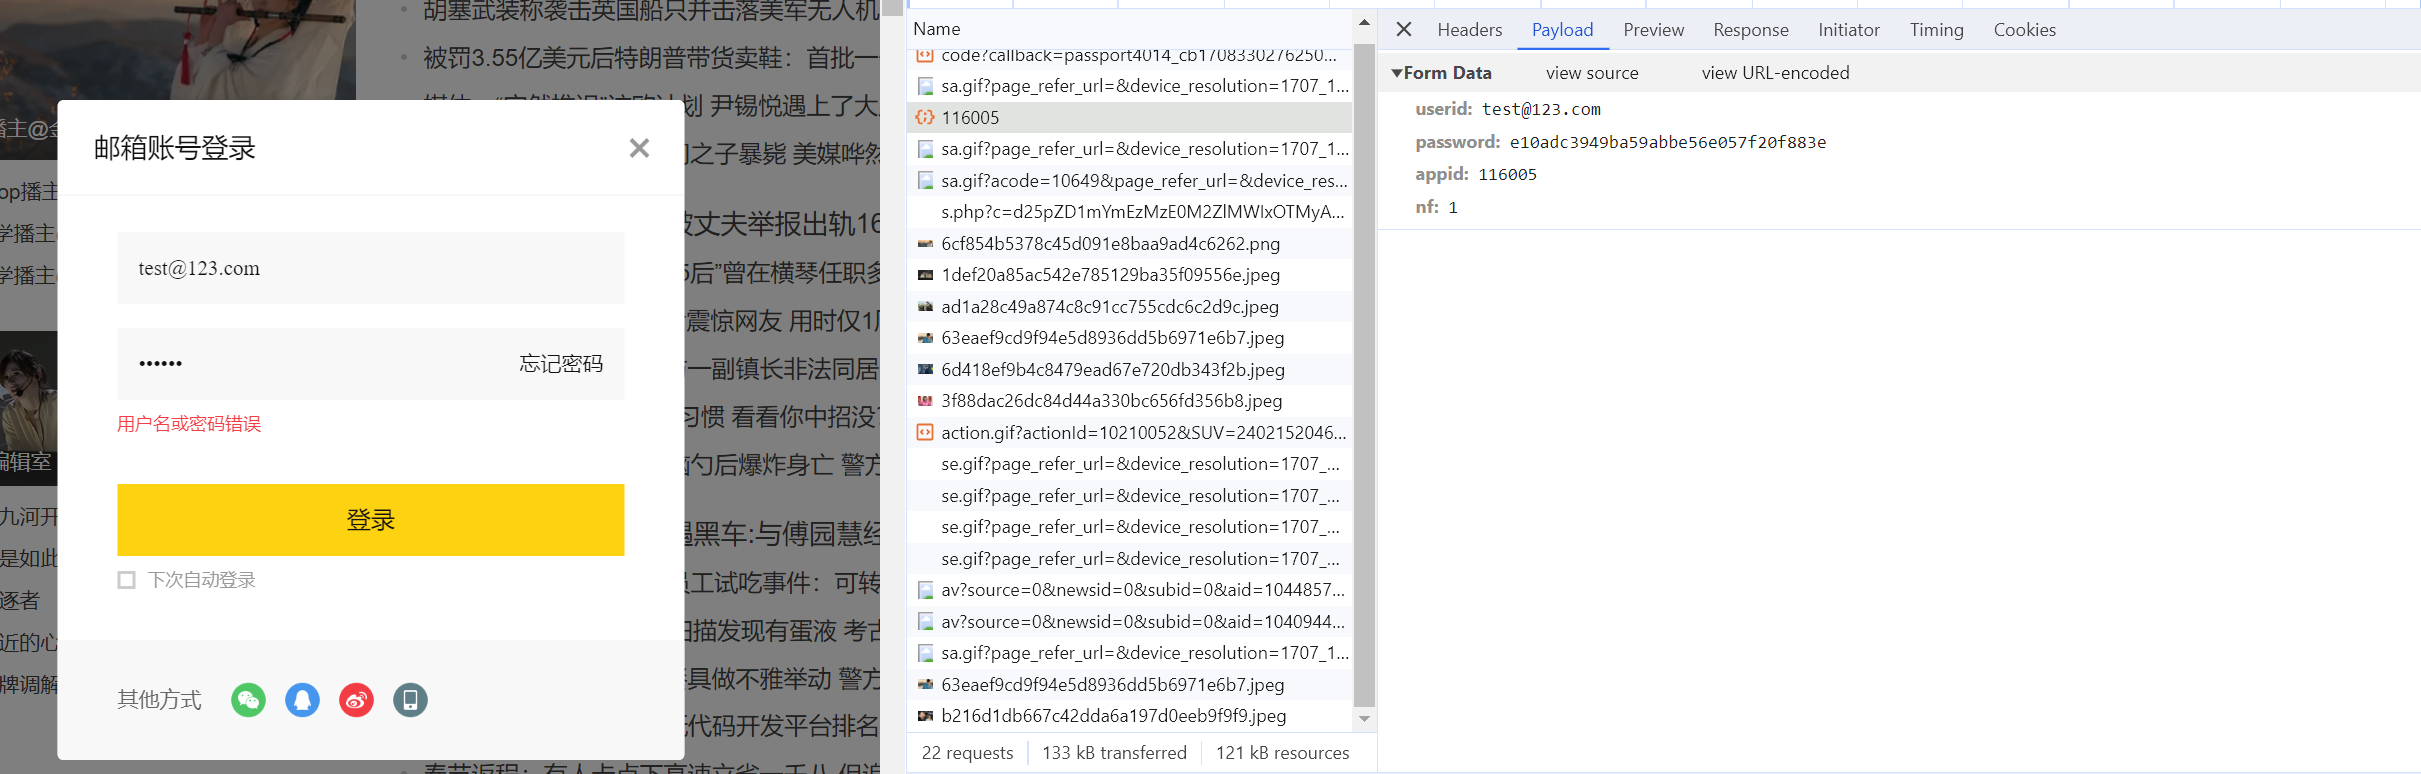 胡塞武装称袭击英国船只并击落美军无人机
被罚3.55亿美元后特朗普带货卖鞋：首批一
尹锡悦遇上了大
之子暴毙 美媒哗然
播主@金
op播主
学播主
学播主
被丈夫举报出轨16
5后”曾在横琴任职多
震惊网友 用时仅1
一副镇长非法同居
习惯 看看你中招没
勺后爆炸身亡 警方
编辑室
九河开
是如此
逐者
近的心
牌调解
遇黑车:与傅园慧经
员工试吃事件：可转
扫描发现有蛋液 考古
具做不雅举动 警方
代码开发平台排名
邮箱账号登录
test@123.com
••••••
忘记密码
用户名或密码错误
登录
下次自动登录
其他方式
Name
code?callback=passport4014_cb1708330276250...
sa.gif?page_refer_url=&device_resolution=1707_1...
116005
sa.gif?page_refer_url=&device_resolution=1707_1...
sa.gif?acode=10649&page_refer_url=&device_res...
s.php?c=d25pZD1mYmEzMzE0M2ZlMWIxOTMyA...
6cf854b5378c45d091e8baa9ad4c6262.png
1def20a85ac542e785129ba35f09556e.jpeg
ad1a28c49a874c8c91cc755cdc6c2d9c.jpeg
63eaef9cd9f94e5d8936dd5b6971e6b7.jpeg
6d418ef9b4c8479ead67e720db343f2b.jpeg
3f88dac26dc84d44a330bc656fd356b8.jpeg
action.gif?actionId=10210052&SUV=2402152046...
se.gif?page_refer_url=&device_resolution=1707_...
se.gif?page_refer_url=&device_resolution=1707_...
se.gif?page_refer_url=&device_resolution=1707_...
se.gif?page_refer_url=&device_resolution=1707_...
av?source=0&newsid=0&subid=0&aid=1044857...
av?source=0&newsid=0&subid=0&aid=1040944...
sa.gif?page_refer_url=&device_resolution=1707_1...
63eaef9cd9f94e5d8936dd5b6971e6b7.jpeg
b216d1db667c42dda6a197d0eeb9f9f9.jpeg
22 requests 133 kB transferred 121 kB resources
Headers Payload Preview Response Initiator Timing Cookies
Form Data view source view URL-encoded
userid: test@123.com
password: e10adc3949ba59abbe56e057f20f883e
appid: 116005
nf: 1